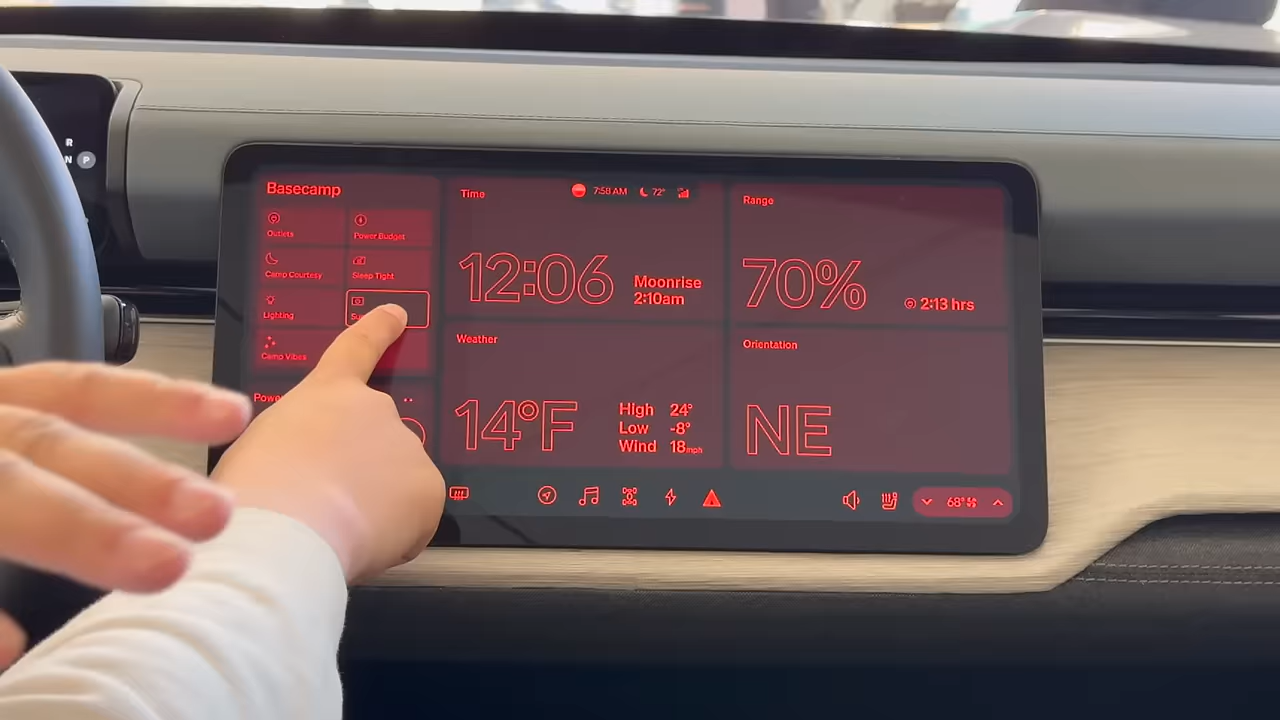 R
N P
Basecamp
Outlets
Power Budget
Camp Courtesy
Sleep Tight
Lighting
Camp Vibes
Time
7:58 AM
72°
12:06
Moonrise
2:10am
Range
70%
2:13 hrs
Weather
14°F
High 24°
Low -8°
Wind 18mph
Orientation
NE
68°